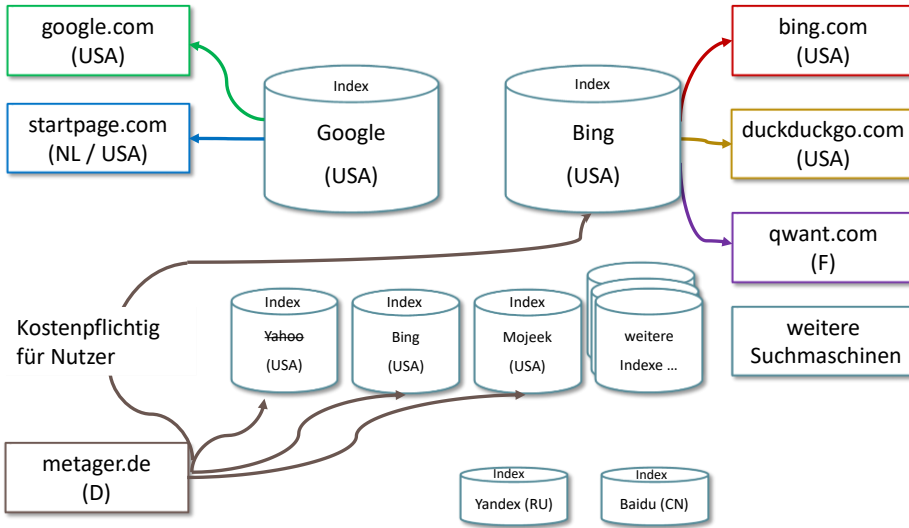 google.com
(USA)
startpage.com
(NL / USA)
Index
Google
(USA)
Index
Bing
(USA)
bing.com
(USA)
duckduckgo.com
(USA)
qwant.com
(F)
Kostenpflichtig
für Nutzer
Index
Yahoo
(USA)
Index
Bing
(USA)
Index
Mojeek
(USA)
weitere
Indexe ...
weitere
Suchmaschinen
metager.de
(D)
Index
Yandex (RU)
Index
Baidu (CN)